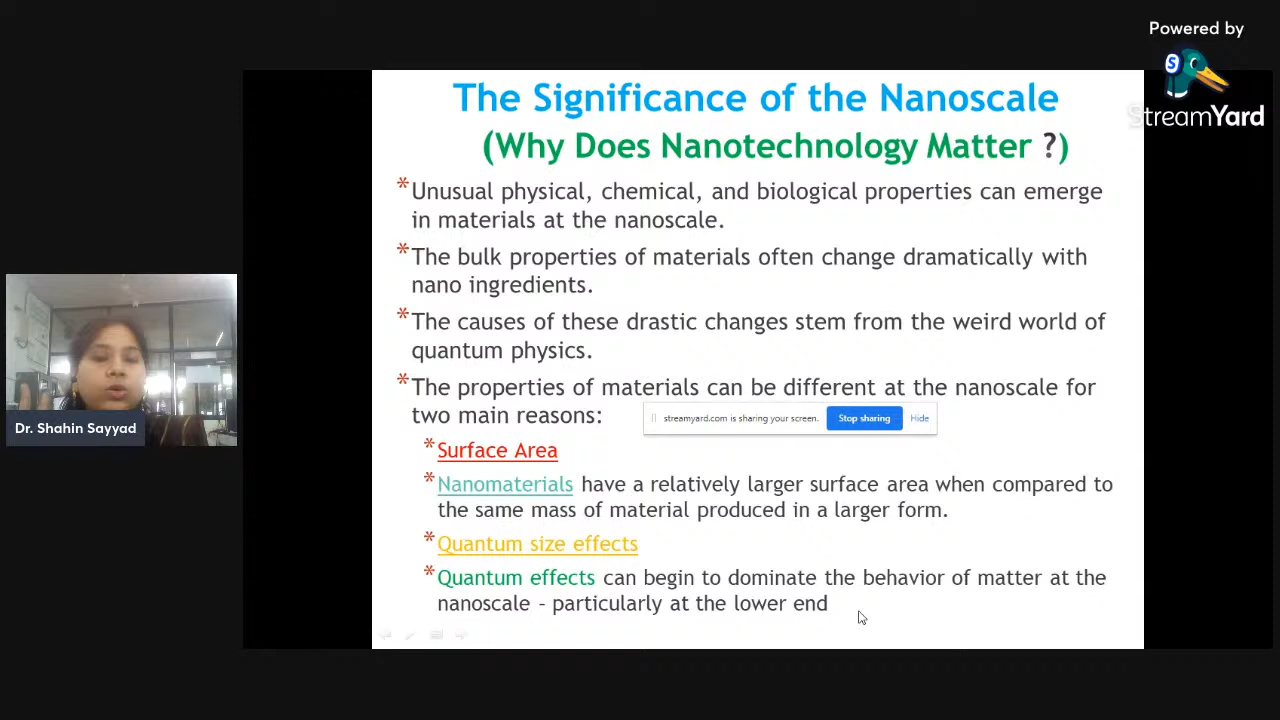 Powered by
StreamYard
The Significance of the Nanoscale
(Why Does Nanotechnology Matter ?)
* Unusual physical, chemical, and biological properties can emerge
in materials at the nanoscale.
* The bulk properties of materials often change dramatically with
nano ingredients.
* The causes of these drastic changes stem from the weird world of
quantum physics.
* The properties of materials can be different at the nanoscale for
two main reasons:
streamyard.com is sharing your screen. Stop sharing Hide
Dr. Shahin Sayyad
* Surface Area
* Nanomaterials have a relatively larger surface area when compared to
the same mass of material produced in a larger form.
* Quantum size effects
* Quantum effects can begin to dominate the behavior of matter at the
nanoscale – particularly at the lower end